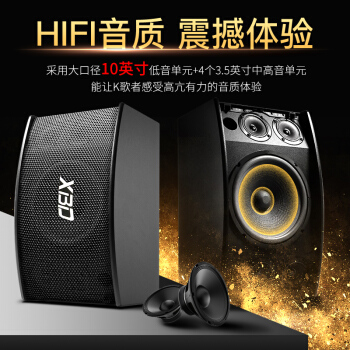 HIFI音质 震撼体验
采用大口径10英寸低音单元+4个3.5英寸中高音单元
能让K歌者感受高亢有力的音质体验
XBO